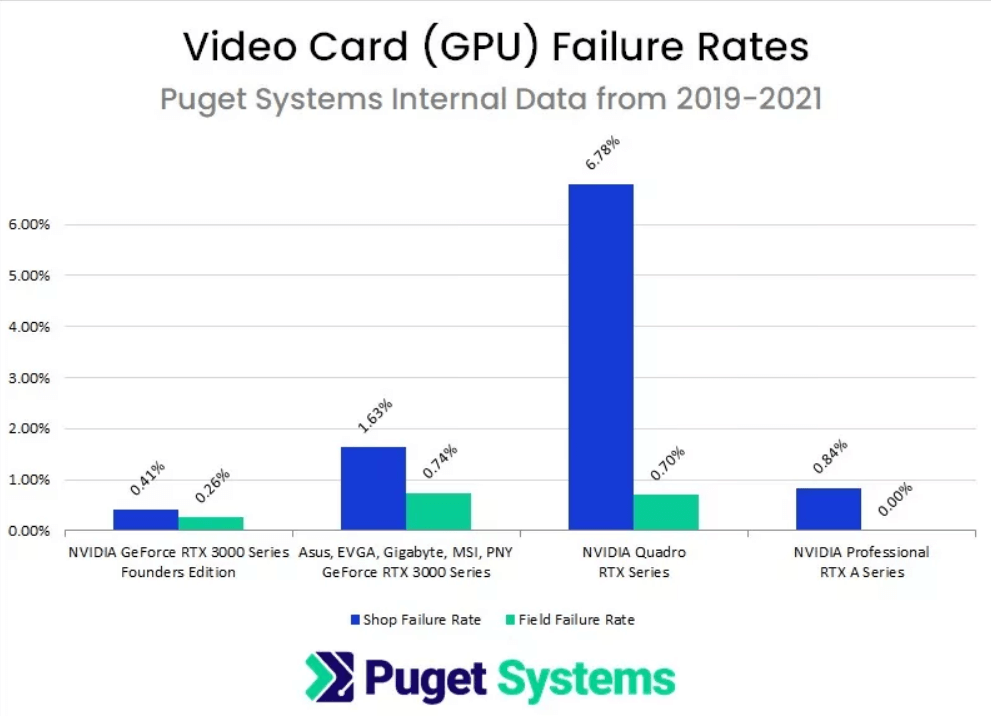 Video Card (GPU) Failure Rates
Puget Systems Internal Data from 2019-2021
6.78%
6.00%
5.00%
4.00%
3.00%
2.00%
1.00%
0.00%
0.41%
0.26%
1.63%
0.74%
0.70%
0.84%
0.00%
NVIDIA GeForce RTX 3000 Series
Founders Edition
Asus, EVGA, Gigabyte, MSI, PNY
GeForce RTX 3000 Series
NVIDIA Quadro
RTX Series
NVIDIA Professional
RTX A Series
Shop Failure Rate
Field Failure Rate
Puget Systems